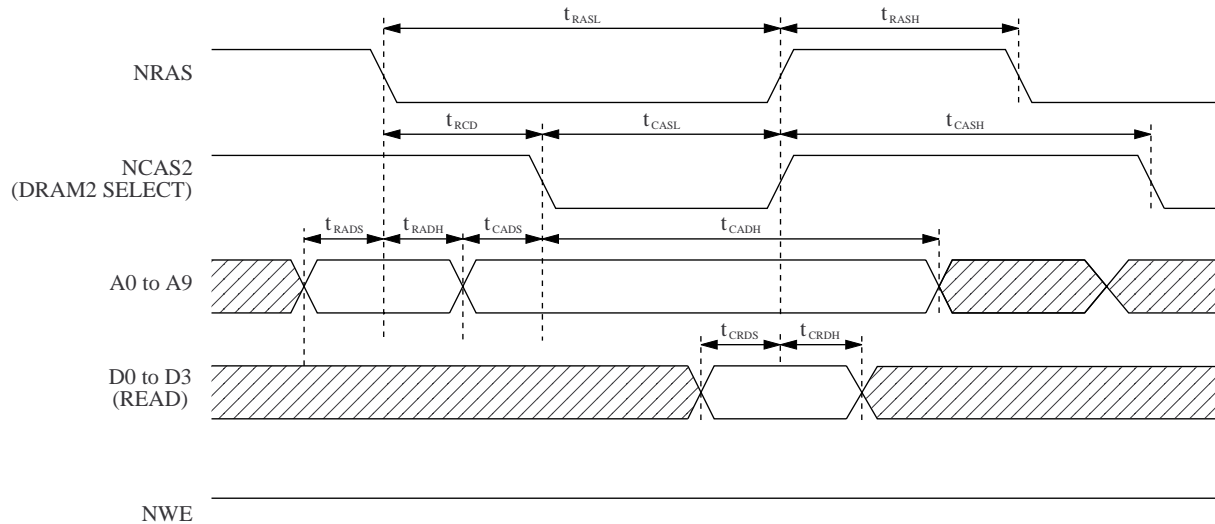 tRASL tRASH
NRAS
tRCD tCASL tCASH
NCAS2
(DRAM2 SELECT)
tRADS tRADH tCADS tCADH
A0 to A9
tCRDS tCRDH
D0 to D3
(READ)
NWE